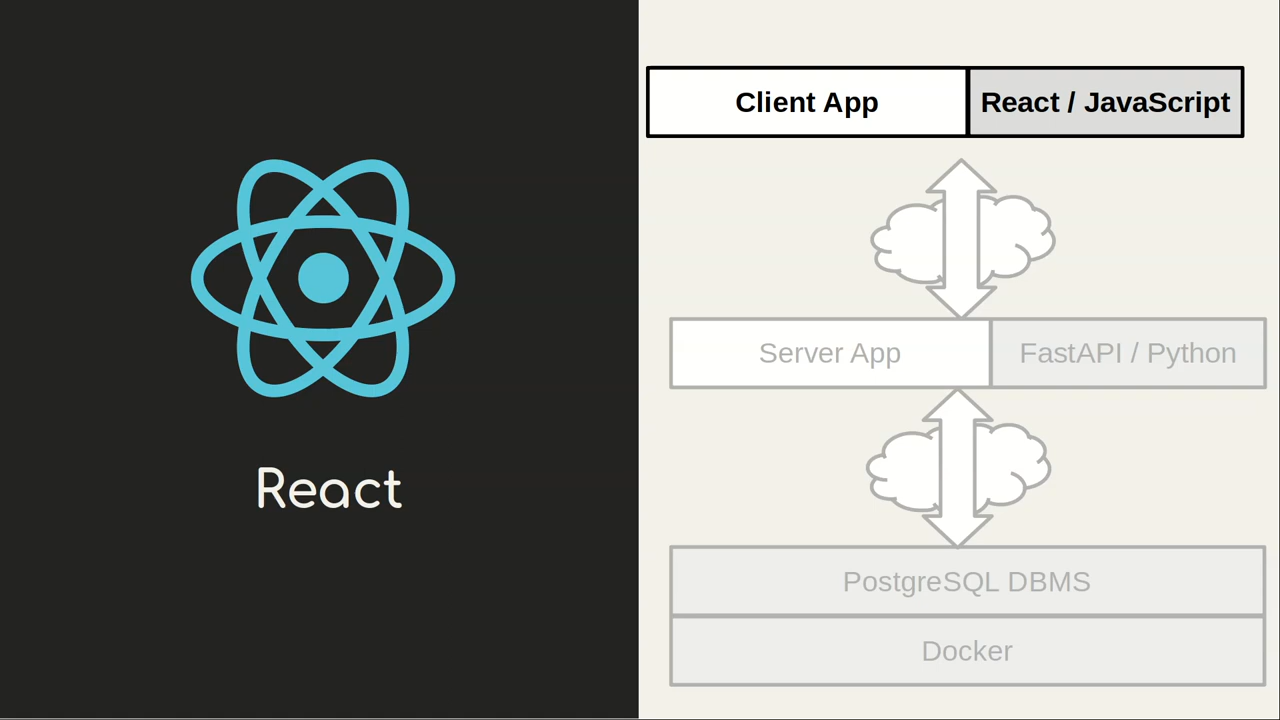 React
Client App
React / JavaScript
Server App
FastAPI / Python
PostgreSQL DBMS
Docker